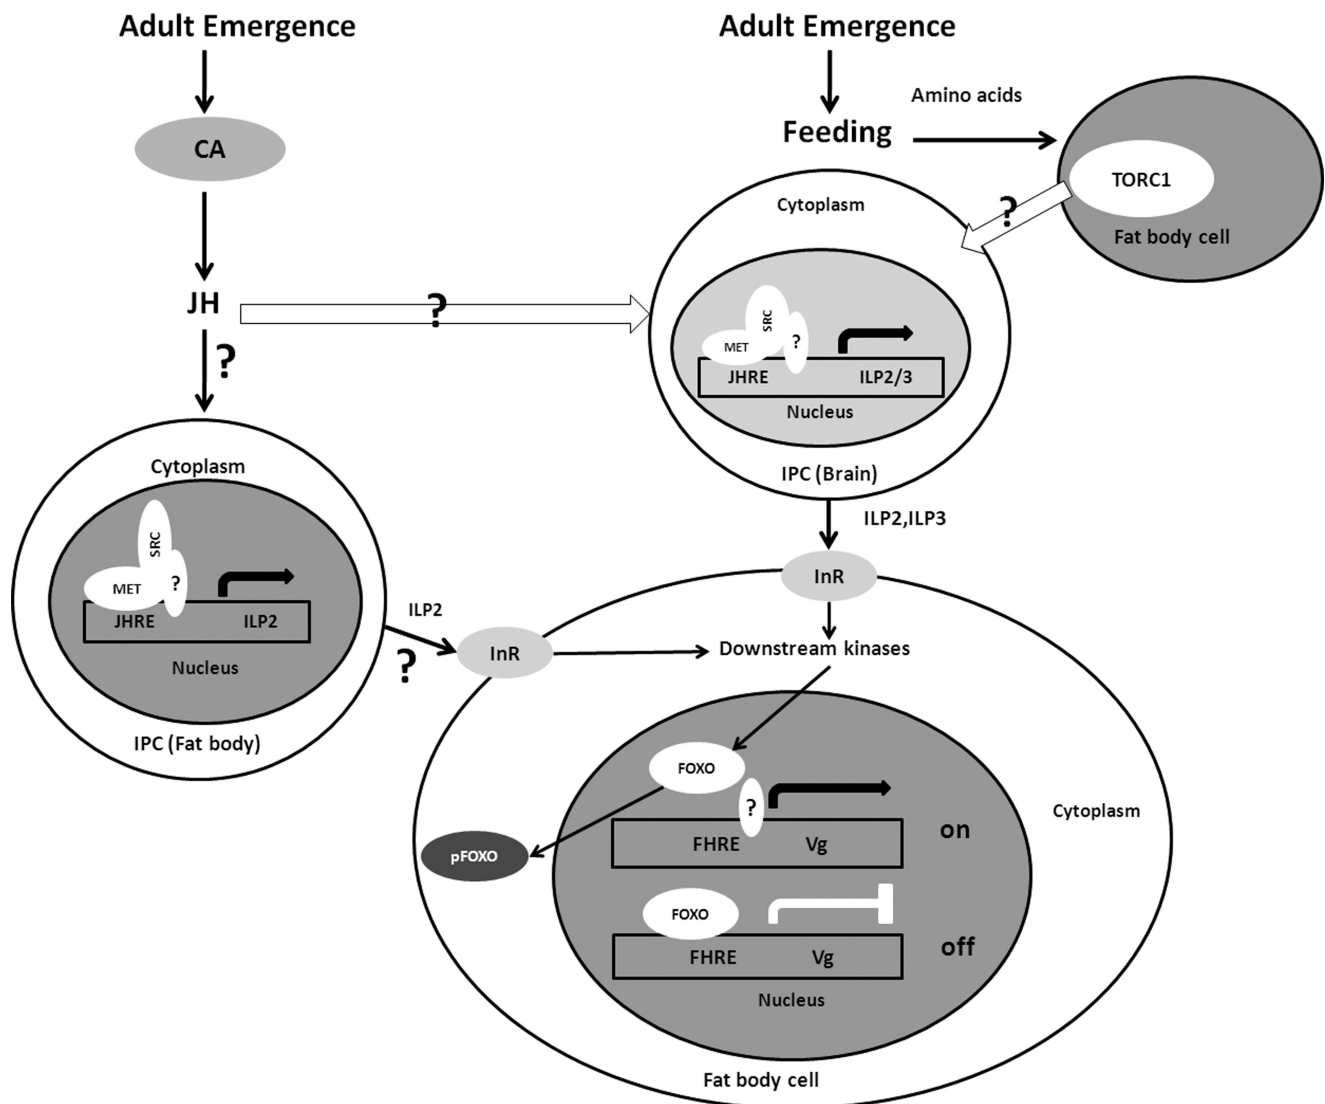 Adult Emergence
CA
JH
?
?
Cytoplasm
SRC
MET
?
JHRE
ILP2
Nucleus
IPC (Fat body)
ILP2
?
InR
Adult Emergence
Feeding
Amino acids
TORC1
Fat body cell
?
Cytoplasm
SRC
MET
?
JHRE
ILP2/3
Nucleus
IPC (Brain)
ILP2,ILP3
InR
Downstream kinases
FOXO
?
FHRE
Vg
on
pFOXO
Cytoplasm
FOXO
FHRE
Vg
off
Nucleus
Fat body cell